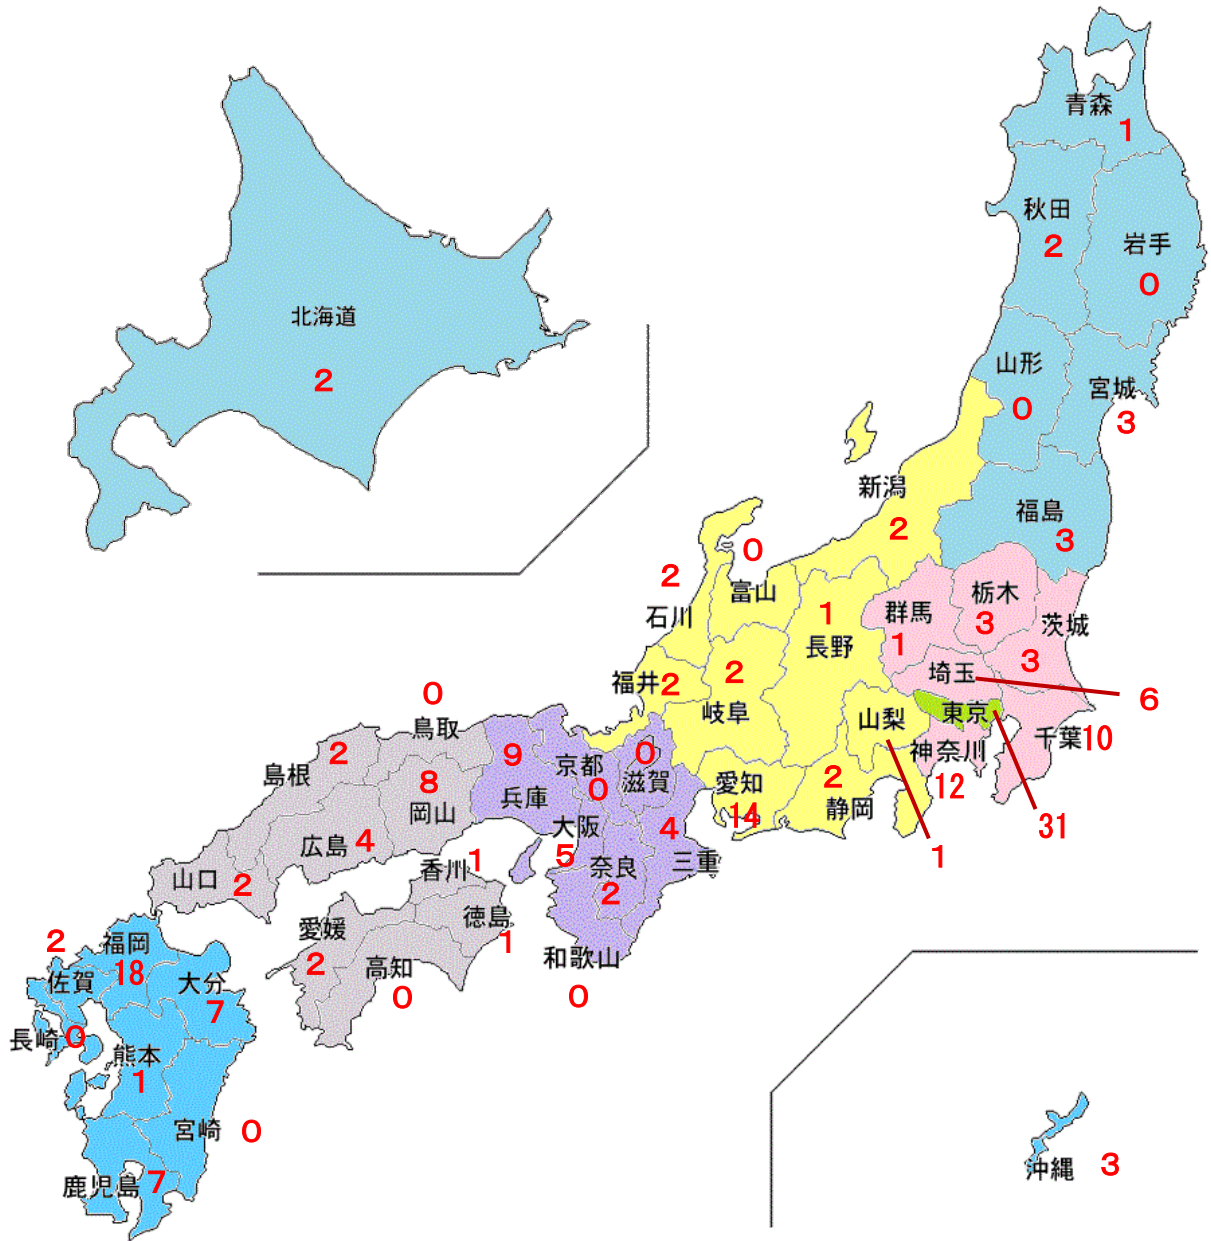 青森
1
秋田
2
岩手
0
北海道
2
山形
0
宮城
3
新潟
2
福島
3
石川
2
富山
0
長野
1
群馬
1
栃木
3
茨城
3
埼玉
6
東京
31
千葉
10
神奈川
12
山梨
1
福井
2
岐阜
2
愛知
14
静岡
2
鳥取
0
島根
2
岡山
8
広島
4
山口
2
兵庫
9
京都
0
滋賀
0
大阪
5
奈良
2
三重
4
和歌山
0
香川
1
徳島
1
愛媛
2
高知
0
福岡
18
佐賀
2
大分
7
長崎
0
熊本
1
宮崎
0
鹿児島
7
沖縄
3